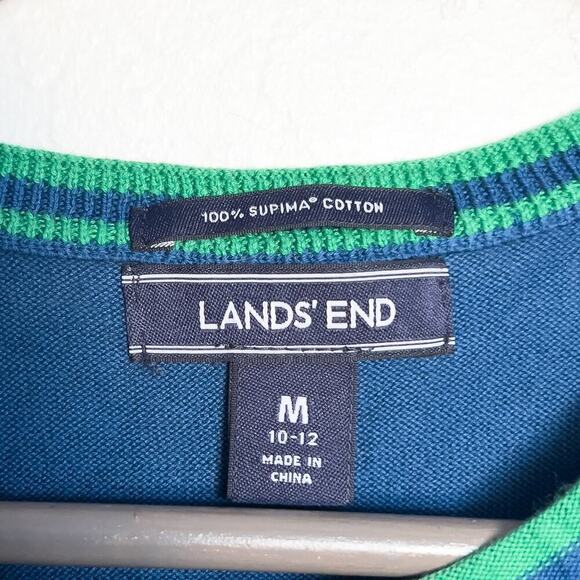 100% SUPIMA® COTTON
LANDS' END
M
10-12
MADE IN
CHINA